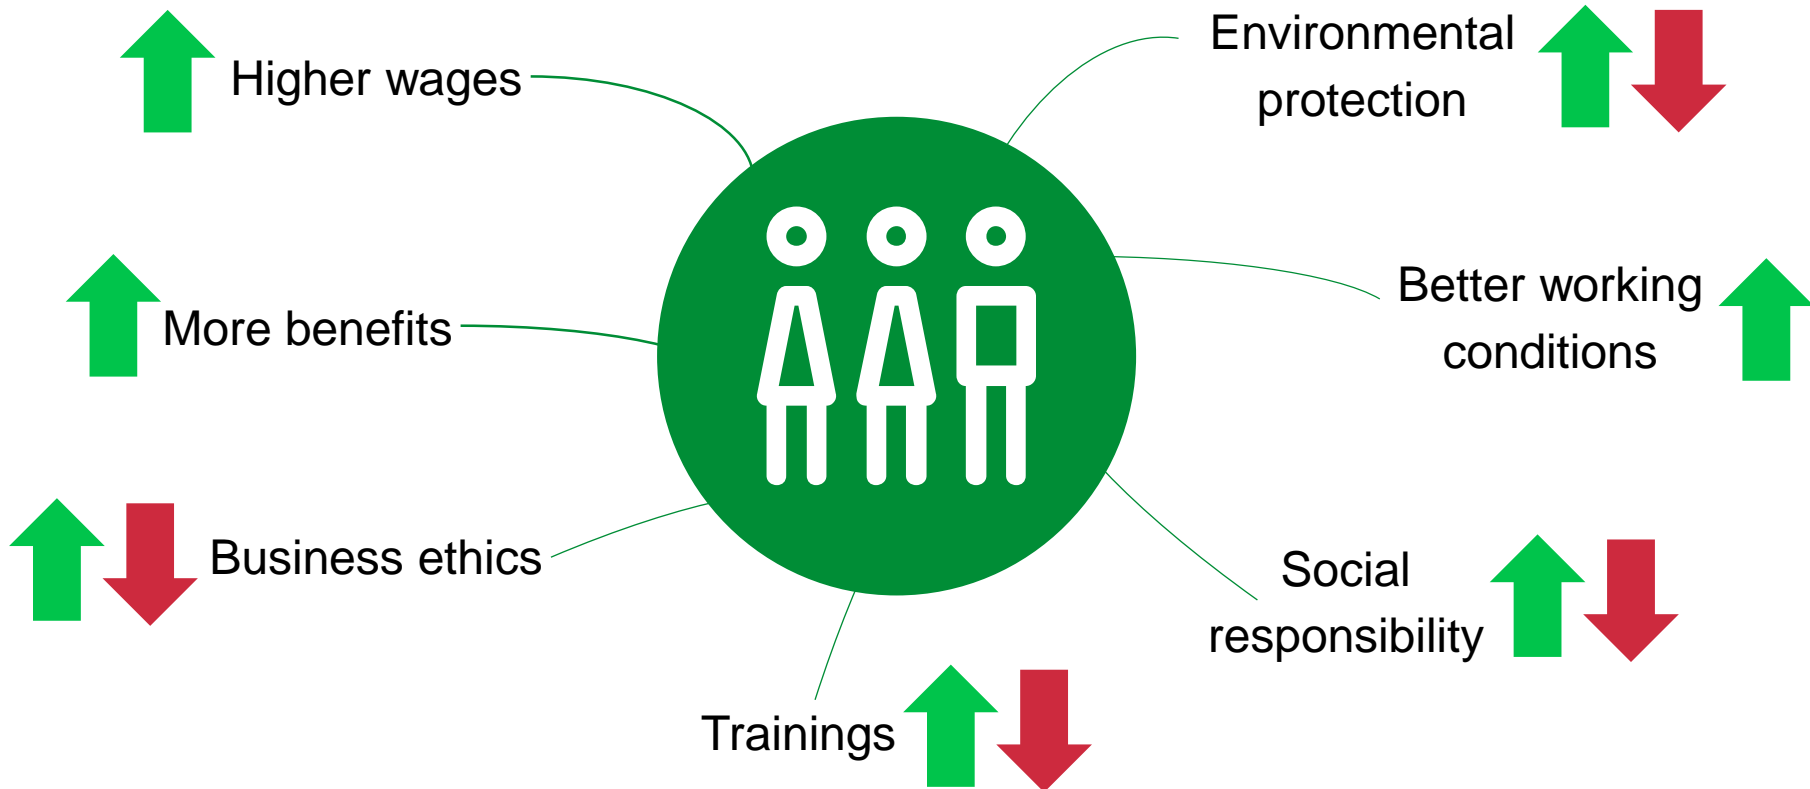 Higher wages
More benefits
Business ethics
Trainings
Environmental
protection
Better working
conditions
Social
responsibility